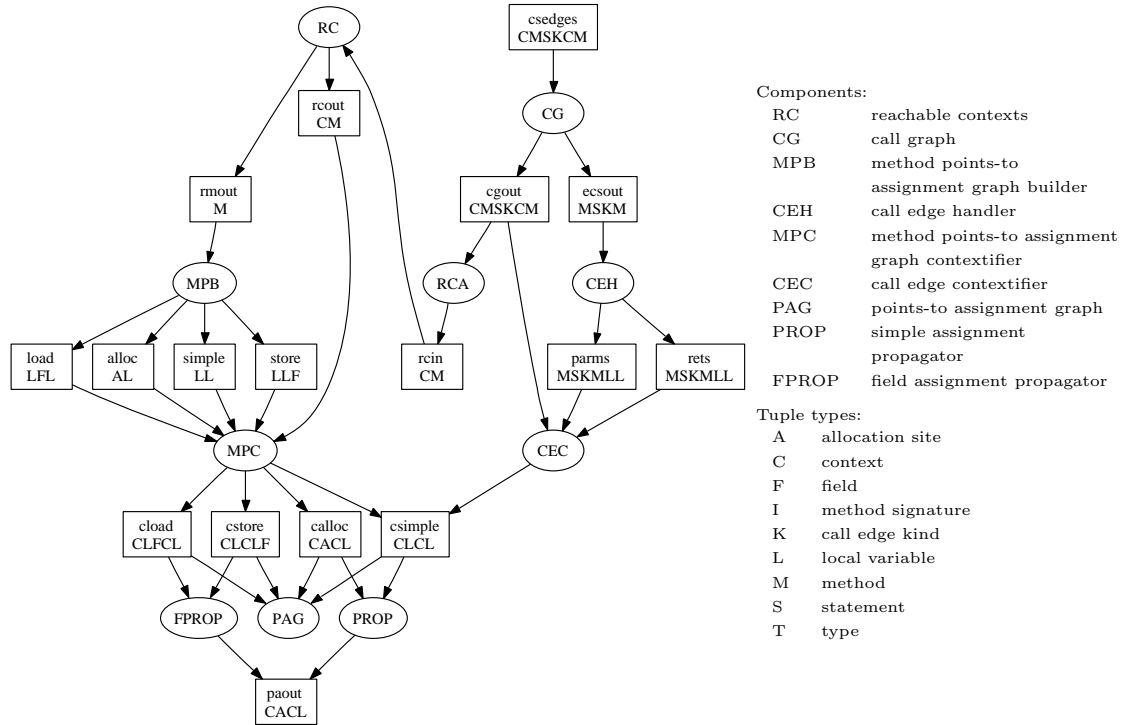 RC
csedges
CMSKCM
rcout
CM
CG
rmout
M
cgout
CMSKCM
ecsout
MSKM
MPB
RCA
CEH
load
LFL
alloc
AL
simple
LL
store
LLF
rcin
CM
parms
MSKMLL
rets
MSKMLL
MPC
CEC
cload
CLFCL
cstore
CLCLF
calloc
CACL
csimple
CLCL
FPROP
PAG
PROP
paout
CACL
Components:
RC reachable contexts
CG call graph
MPB method points-to
assignment graph builder
CEH call edge handler
MPC method points-to assignment
graph contextifier
CEC call edge contextifier
PAG points-to assignment graph
PROP simple assignment
propagator
FPROP field assignment propagator
Tuple types:
A allocation site
C context
F field
I method signature
K call edge kind
L local variable
M method
S statement
T type